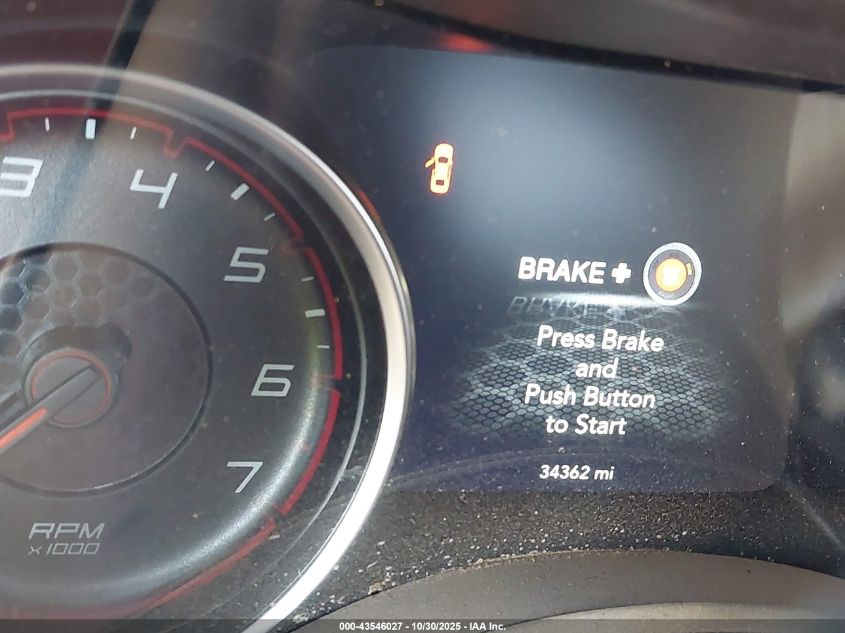 3
4
5
6
7
RPM
x1000
BRAKE +
Press Brake
and
Push Button
to Start
34362 mi
000-43546027 - 10/30/2025 - IAA Inc.